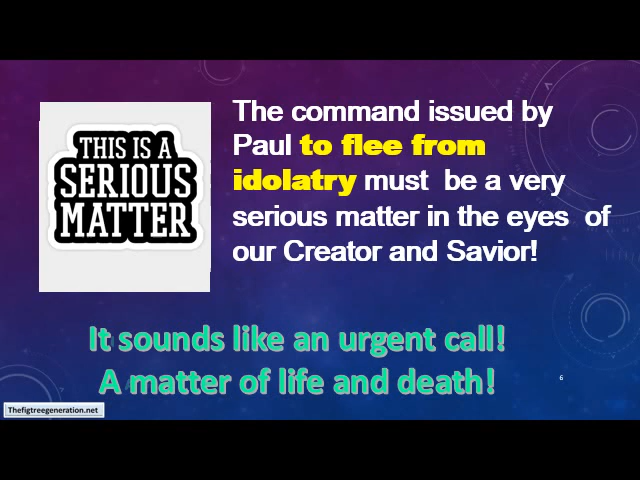 THIS IS A
SERIOUS
MATTER
The command issued by
Paul to flee from
idolatry must be a very
serious matter in the eyes of
our Creator and Savior!
It sounds like an urgent call!
A matter of life and death!
6
Thefigtreegeneration.net